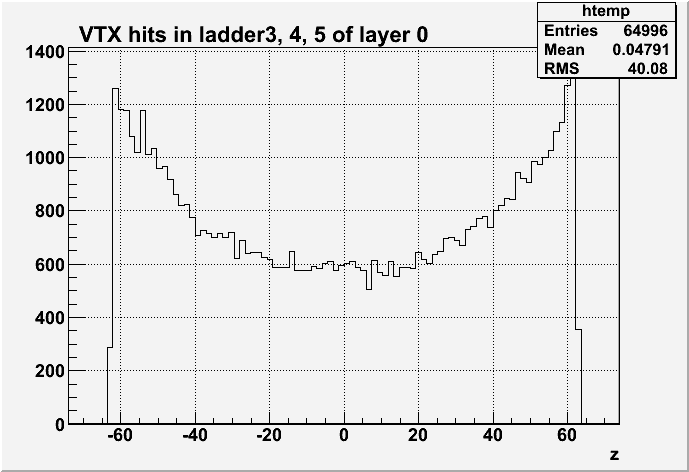 VTX hits in ladder3, 4, 5 of layer 0
htemp
Entries 64996
Mean 0.04791
RMS 40.08
1400
1200
1000
800
600
400
200
0
-60 -40 -20 0 20 40 60
z